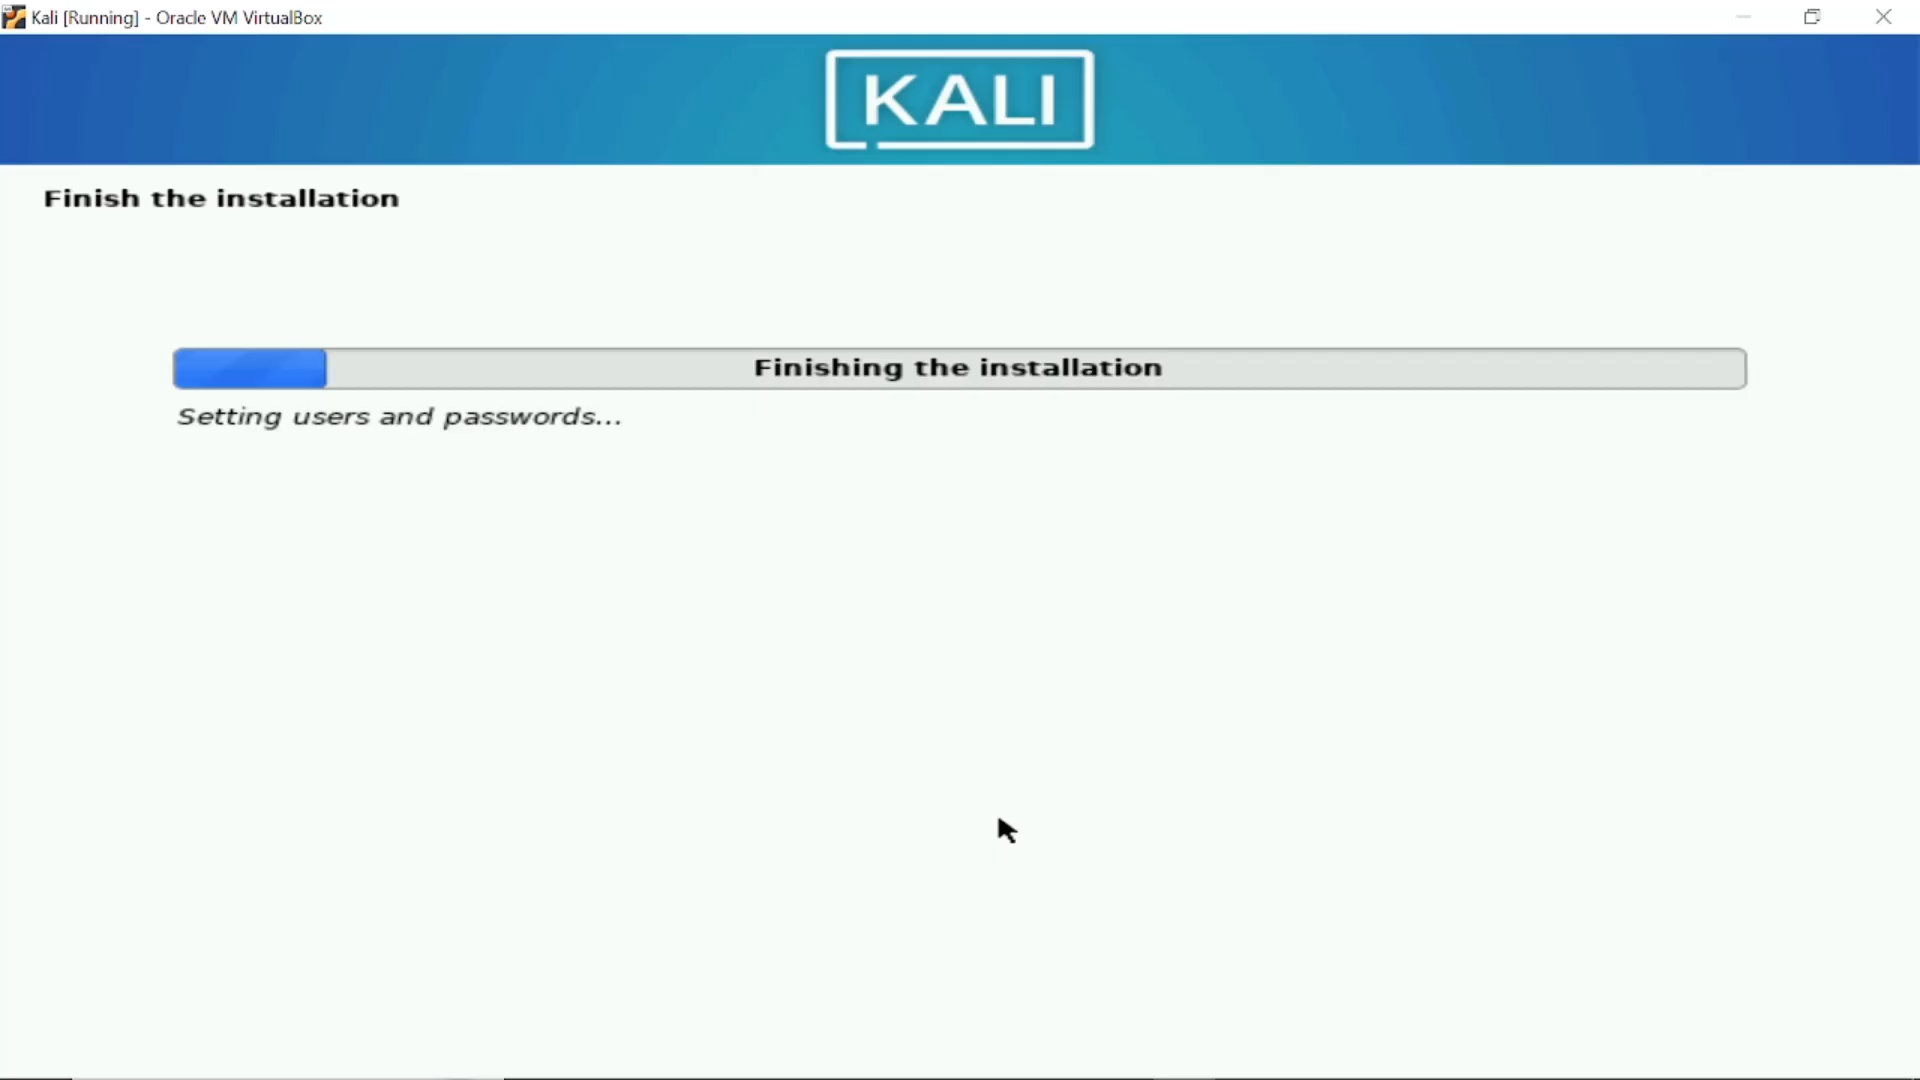 Kali [Running] - Oracle VM VirtualBox
KALI
Finish the installation
Finishing the installation
Setting users and passwords...